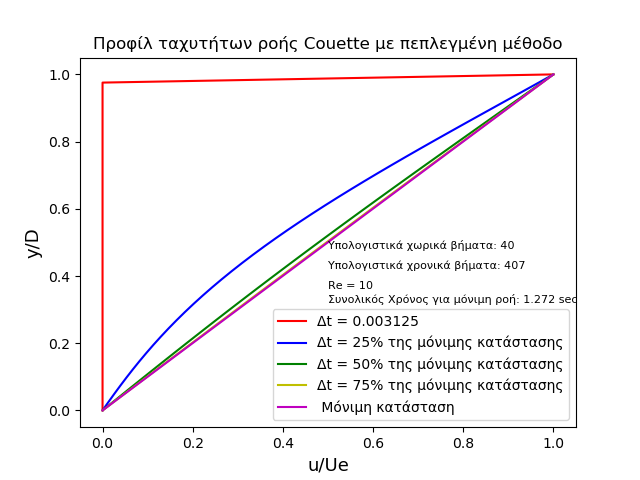 Προφίλ ταχυτήτων ροής Couette με πεπλεγμένη μέθοδο
1.0
0.8
0.6
0.4
0.2
0.0
y/D
Υπολογιστικά χωρικά βήματα: 40
Υπολογιστικά χρονικά βήματα: 407
Re = 10
Συνολικός Χρόνος για μόνιμη ροή: 1.272 sec
Δt = 0.003125
Δt = 25% της μόνιμης κατάστασης
Δt = 50% της μόνιμης κατάστασης
Δt = 75% της μόνιμης κατάστασης
Μόνιμη κατάσταση
0.0 0.2 0.4 0.6 0.8 1.0
u/Ue